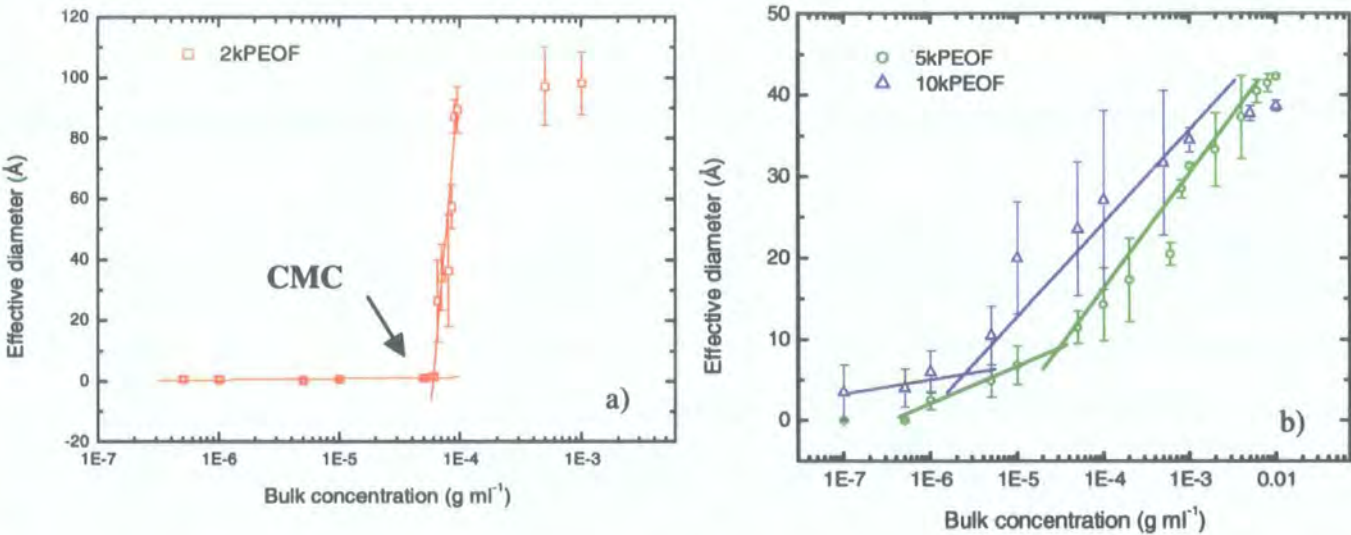 120
100
80
60
40
20
0
-20
Effective diameter (Å)
2kPEOF
CMC
a)
1E-7
1E-6
1E-5
1E-4
1E-3
Bulk concentration (g ml⁻¹)
50
40
30
20
10
0
Effective diameter (Å)
5kPEOF
10kPEOF
b)
1E-7
1E-6
1E-5
1E-4
1E-3
0.01
Bulk concentration (g ml⁻¹)